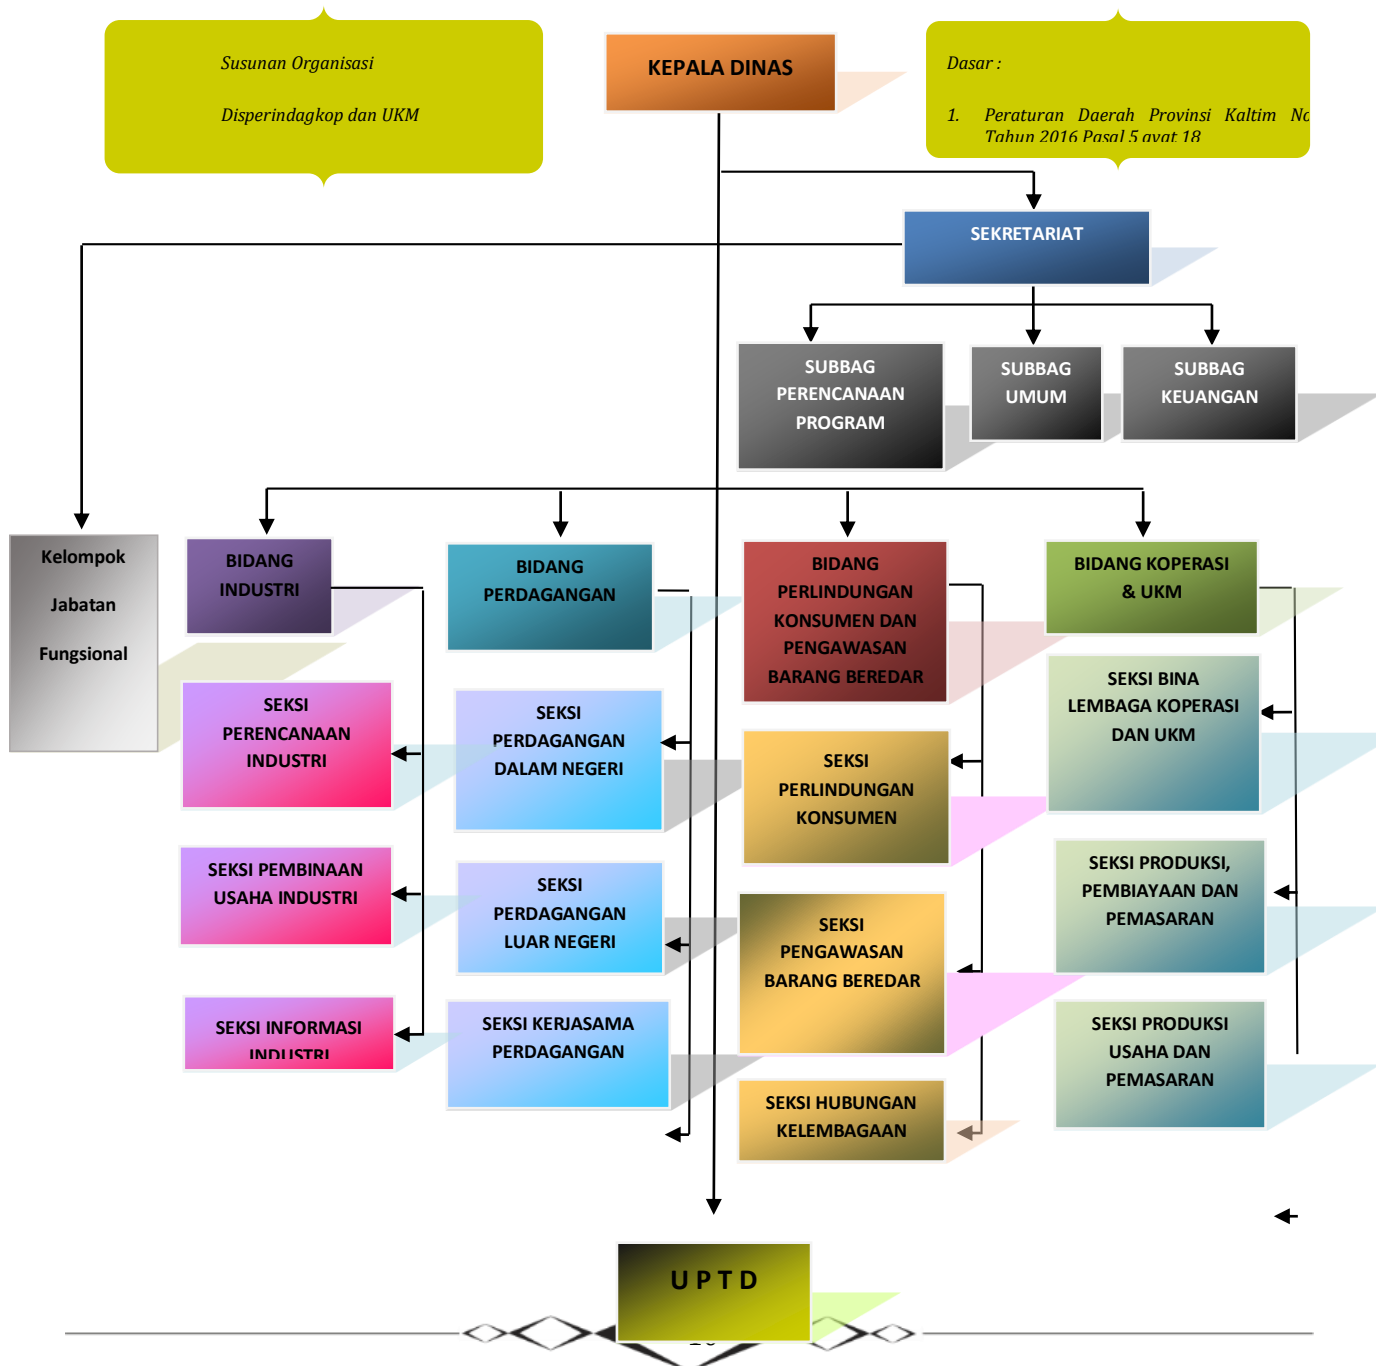 Susunan Organisasi
Disperindagkop dan UKM
KEPALA DINAS
Dasar :
1. Peraturan Daerah Provinsi Kaltim No
Tahun 2016 Pasal 5 ayat 18
SEKRETARIAT
SUBBAG
PERENCANAAN
PROGRAM
SUBBAG
UMUM
SUBBAG
KEUANGAN
Kelompok
Jabatan
Fungsional
BIDANG
INDUSTRI
BIDANG
PERDAGANGAN
BIDANG
PERLINDUNGAN
KONSUMEN DAN
PENGAWASAN
BARANG BEREDAR
BIDANG KOPERASI
& UKM
SEKSI
PERENCANAAN
INDUSTRI
SEKSI
PERDAGANGAN
DALAM NEGERI
SEKSI
PERLINDUNGAN
KONSUMEN
SEKSI BINA
LEMBAGA KOPERASI
DAN UKM
SEKSI PEMBINAAN
USAHA INDUSTRI
SEKSI
PERDAGANGAN
LUAR NEGERI
SEKSI
PENGAWASAN
BARANG BEREDAR
SEKSI PRODUKSI,
PEMBIAYAAN DAN
PEMASARAN
SEKSI INFORMASI
INDUSTRI
SEKSI KERJASAMA
PERDAGANGAN
SEKSI HUBUNGAN
KELEMBAGAAN
SEKSI PRODUKSI
USAHA DAN
PEMASARAN
U P T D